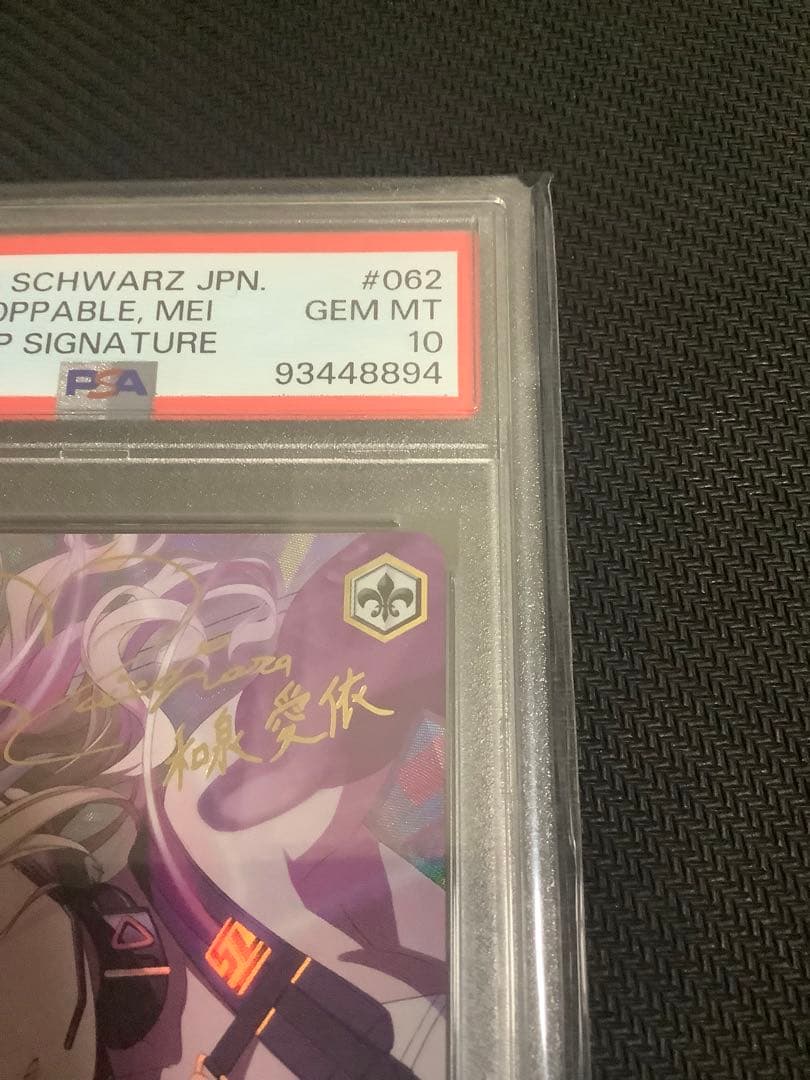 SCHWARZ JPN. #062
OPPABLE, MEI GEM MT
P SIGNATURE 10
PSA 93448894
和泉 愛依